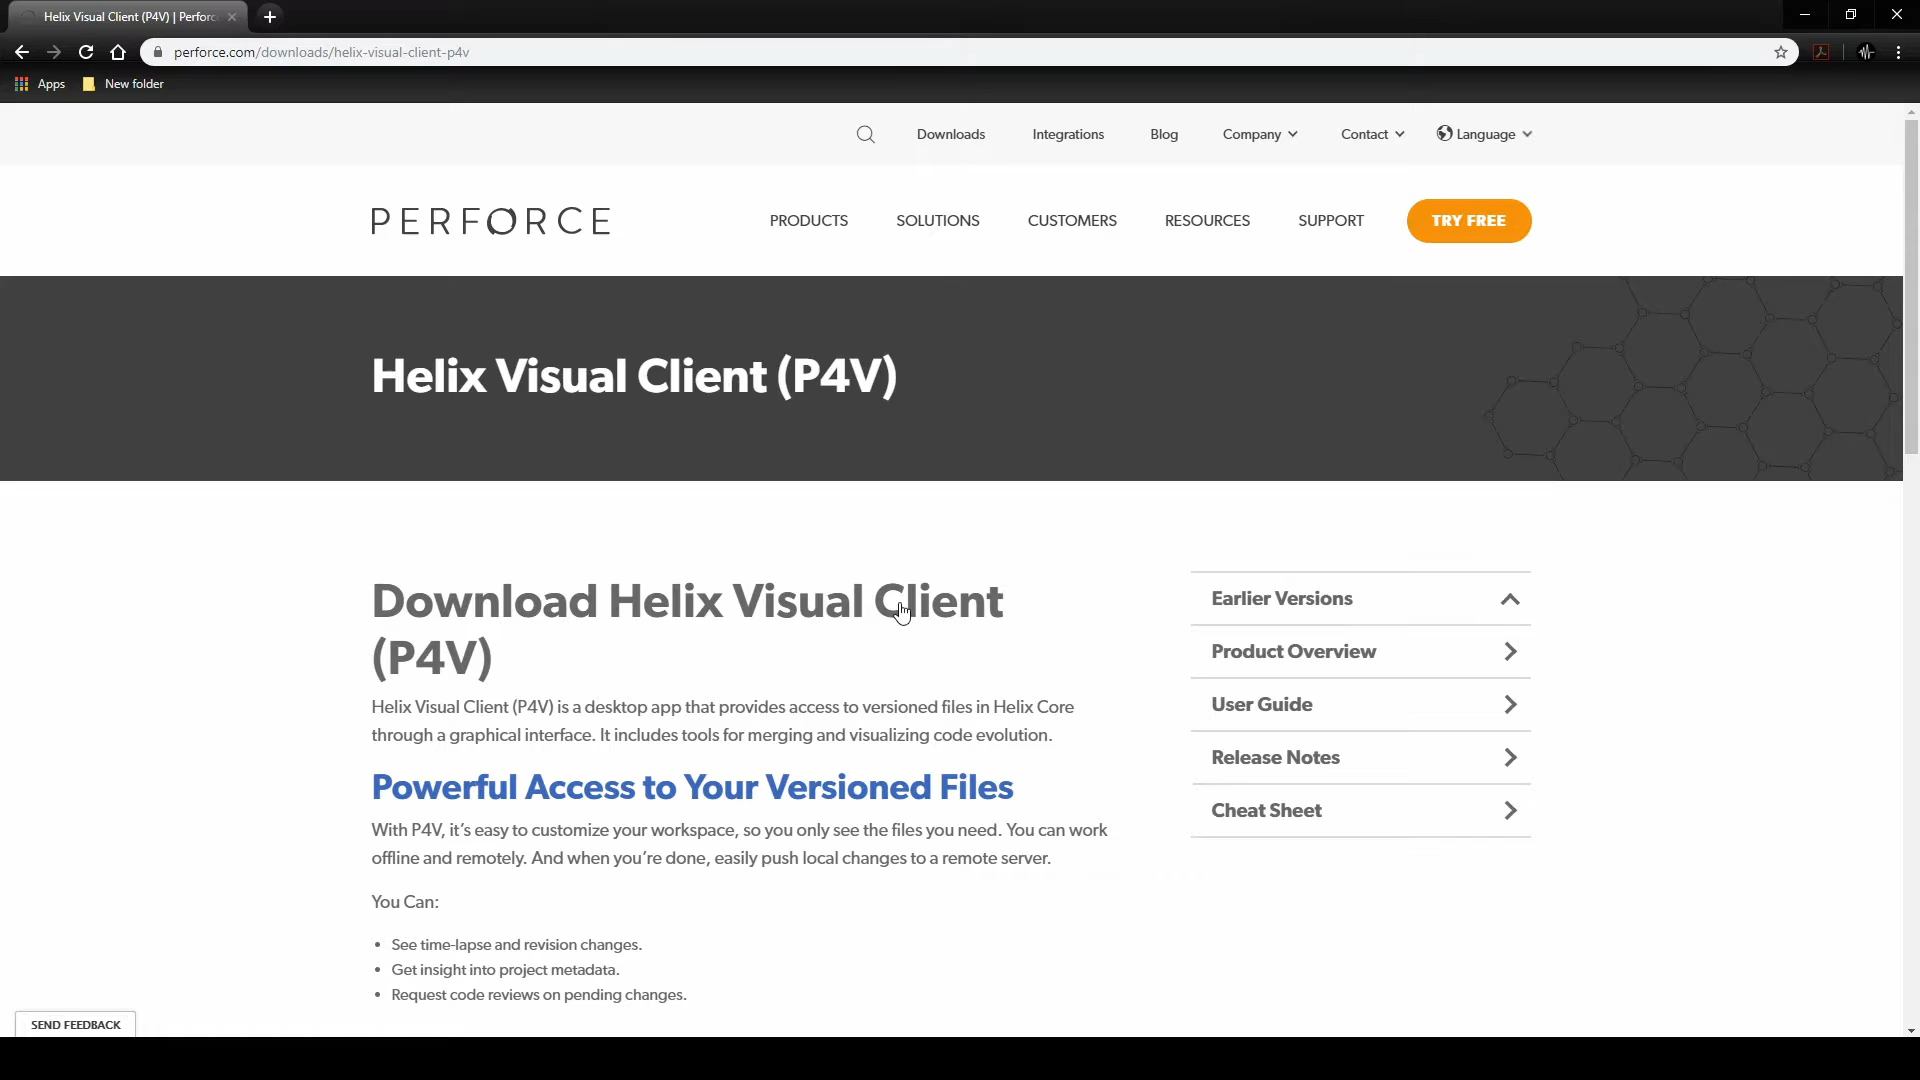 Helix Visual Client (P4V) | Perforc
perforce.com/downloads/helix-visual-client-p4v
Apps
New folder
Downloads
Integrations
Blog
Company
Contact
Language
PERFORCE
PRODUCTS
SOLUTIONS
CUSTOMERS
RESOURCES
SUPPORT
TRY FREE
Helix Visual Client (P4V)
Download Helix Visual Client
(P4V)
Helix Visual Client (P4V) is a desktop app that provides access to versioned files in Helix Core
through a graphical interface. It includes tools for merging and visualizing code evolution.
Powerful Access to Your Versioned Files
With P4V, it’s easy to customize your workspace, so you only see the files you need. You can work
offline and remotely. And when you’re done, easily push local changes to a remote server.
You Can:
• See time-lapse and revision changes.
• Get insight into project metadata.
• Request code reviews on pending changes.
Earlier Versions
Product Overview
User Guide
Release Notes
Cheat Sheet
SEND FEEDBACK